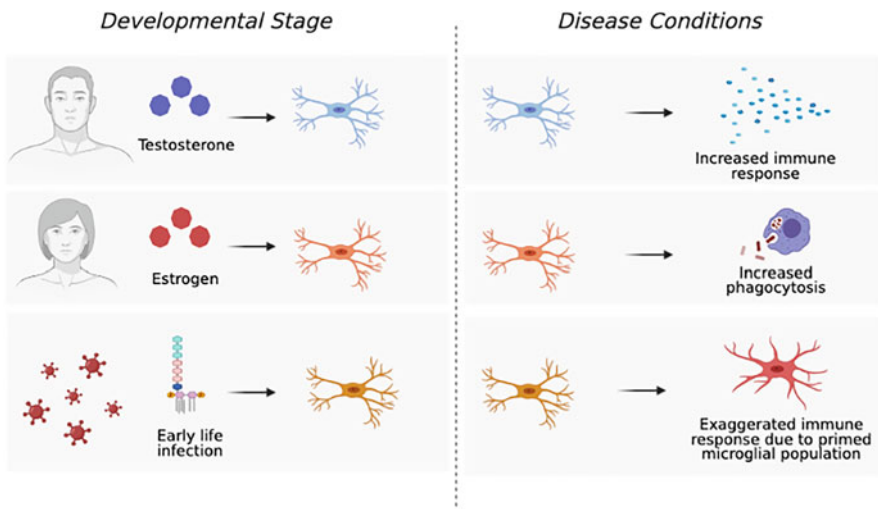 Developmental Stage
Disease Conditions
Testosterone
Increased immune
response
Estrogen
Increased
phagocytosis
Early life
infection
Exaggerated immune
response due to primed
microglial population